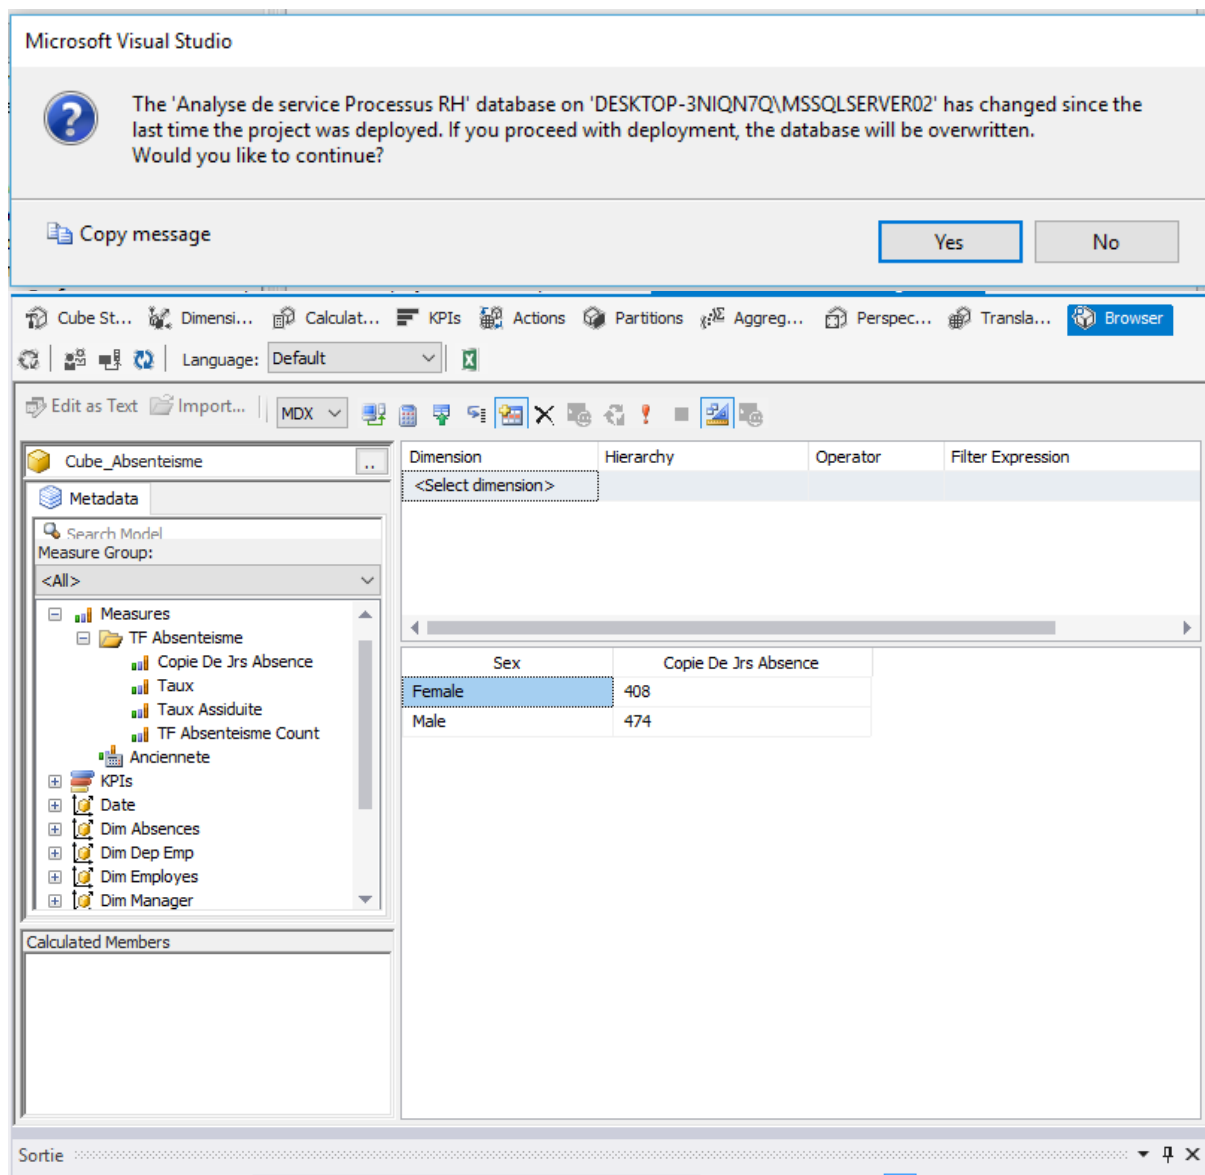 Microsoft Visual Studio
The 'Analyse de service Processus RH' database on 'DESKTOP-3NIQN7Q\MSSQLSERVER02' has changed since the
last time the project was deployed. If you proceed with deployment, the database will be overwritten.
Would you like to continue?
Copy message
Yes No
Cube St... Dimensi... Calculat... KPIs Actions Partitions Aggreg... Perspec... Transla... Browser
Language: Default
Edit as Text Import... MDX
Cube_Absenteisme ..
Metadata
Search Model
Measure Group:
<All>
Measures
TF Absenteisme
Copie De Jrs Absence
Taux
Taux Assiduite
TF Absenteisme Count
Anciennete
KPIs
Date
Dim Absences
Dim Dep Emp
Dim Employes
Dim Manager
Calculated Members
Dimension Hierarchy Operator Filter Expression
<Select dimension>
Sex Copie De Jrs Absence
Female 408
Male 474
Sortie